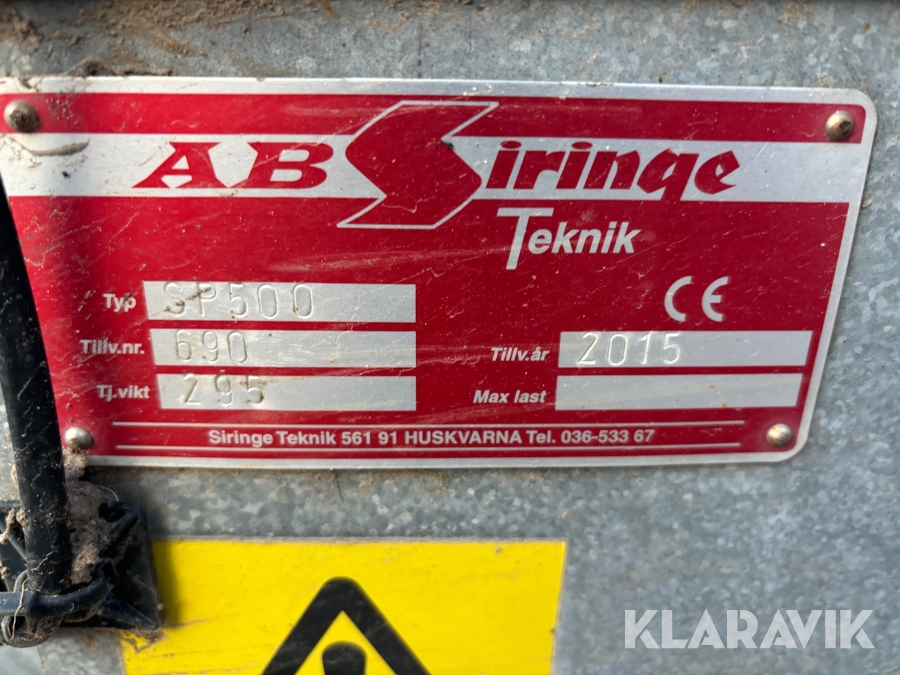 AB Siringe
Teknik
CE
Typ SP500
Tillv.nr. 690 Tillv.år 2015
Tj.vikt 295 Max last
Siringe Teknik 561 91 HUSKVARNA Tel. 036-533 67
KLARAVIK